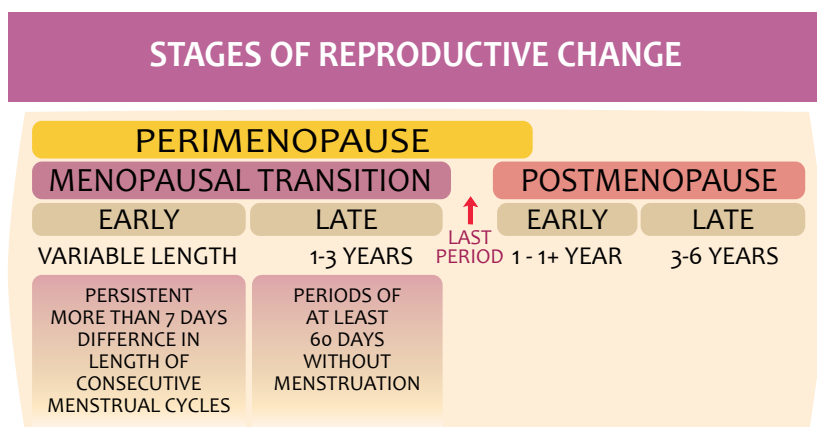 STAGES OF REPRODUCTIVE CHANGE
PERIMENOPAUSE
MENOPAUSAL TRANSITION
POSTMENOPAUSE
EARLY
LATE
LAST
PERIOD
EARLY
LATE
VARIABLE LENGTH
1-3 YEARS
1 - 1+ YEAR
3-6 YEARS
PERSISTENT
MORE THAN 7 DAYS
DIFFERNCE IN
LENGTH OF
CONSECUTIVE
MENSTRUAL CYCLES
PERIODS OF
AT LEAST
60 DAYS
WITHOUT
MENSTRUATION